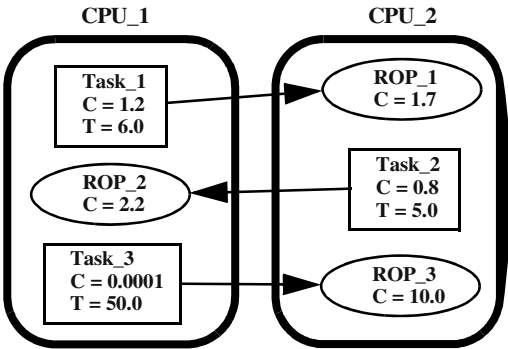 CPU_1
CPU_2
Task_1
C = 1.2
T = 6.0
ROP_1
C = 1.7
ROP_2
C = 2.2
Task_2
C = 0.8
T = 5.0
Task_3
C = 0.0001
T = 50.0
ROP_3
C = 10.0